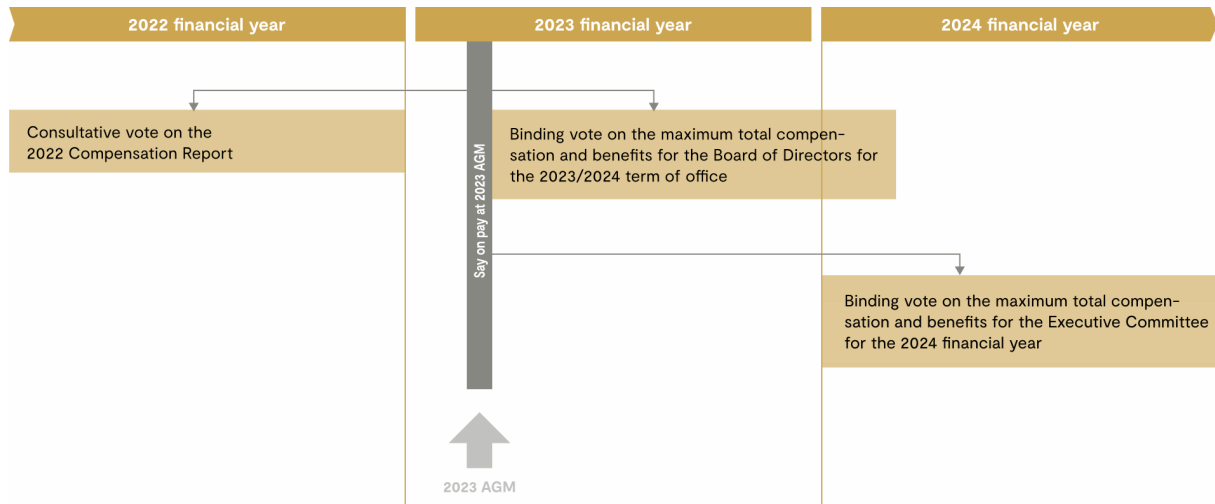 2022 financial year
2023 financial year
2024 financial year
Consultative vote on the
2022 Compensation Report
Say on pay at 2023 AGM
Binding vote on the maximum total compen-
sation and benefits for the Board of Directors for
the 2023/2024 term of office
Binding vote on the maximum total compen-
sation and benefits for the Executive Committee
for the 2024 financial year
2023 AGM